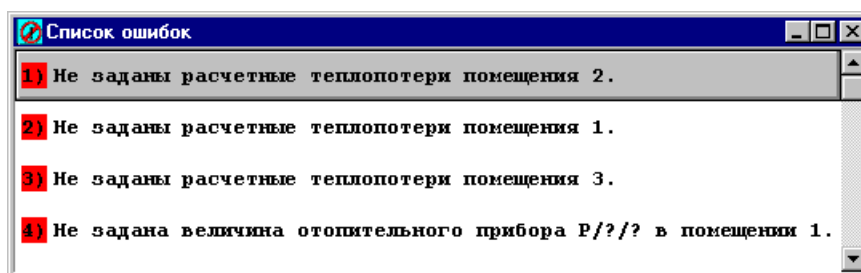 Список ошибок
1) Не заданы расчетные теплопотери помещения 2.
2) Не заданы расчетные теплопотери помещения 1.
3) Не заданы расчетные теплопотери помещения 3.
4) Не задана величина отопительного прибора P/?/? в помещении 1.